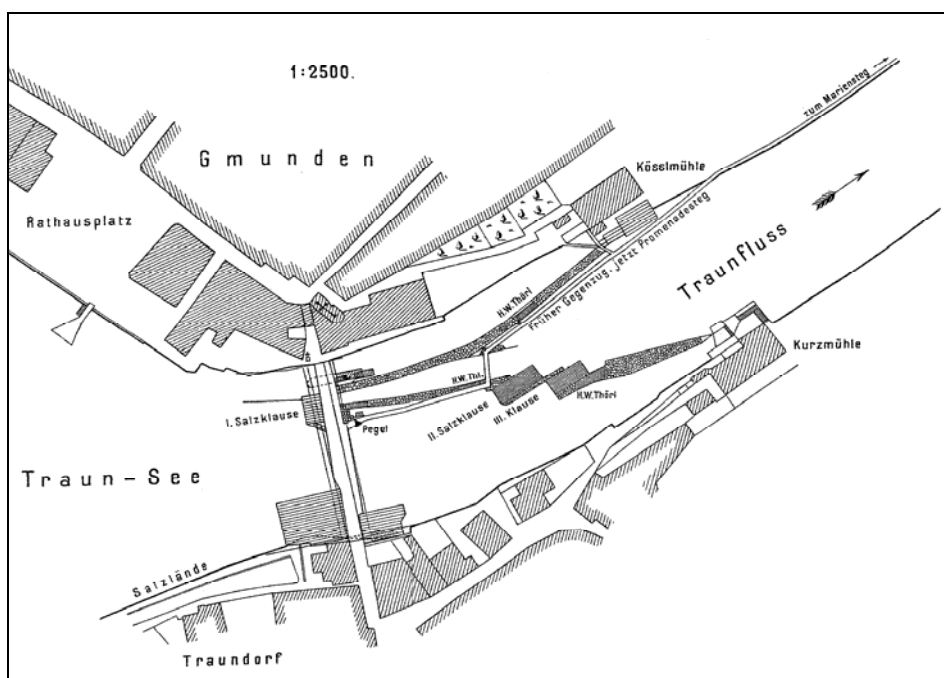 1:2500.
zum Mariensteg
Gmunden
Kösslmühle
Rathausplatz
H.W.Thörl
Früher Gegenzug, jetzt Promenadesteg
Traunfluss
Kurzmühle
H.W.Thl.
I. Salzklause
Pegel
II. Salzklause
III. Klause
H.W.Thörl
Traun-See
Salzlände
Traundorf